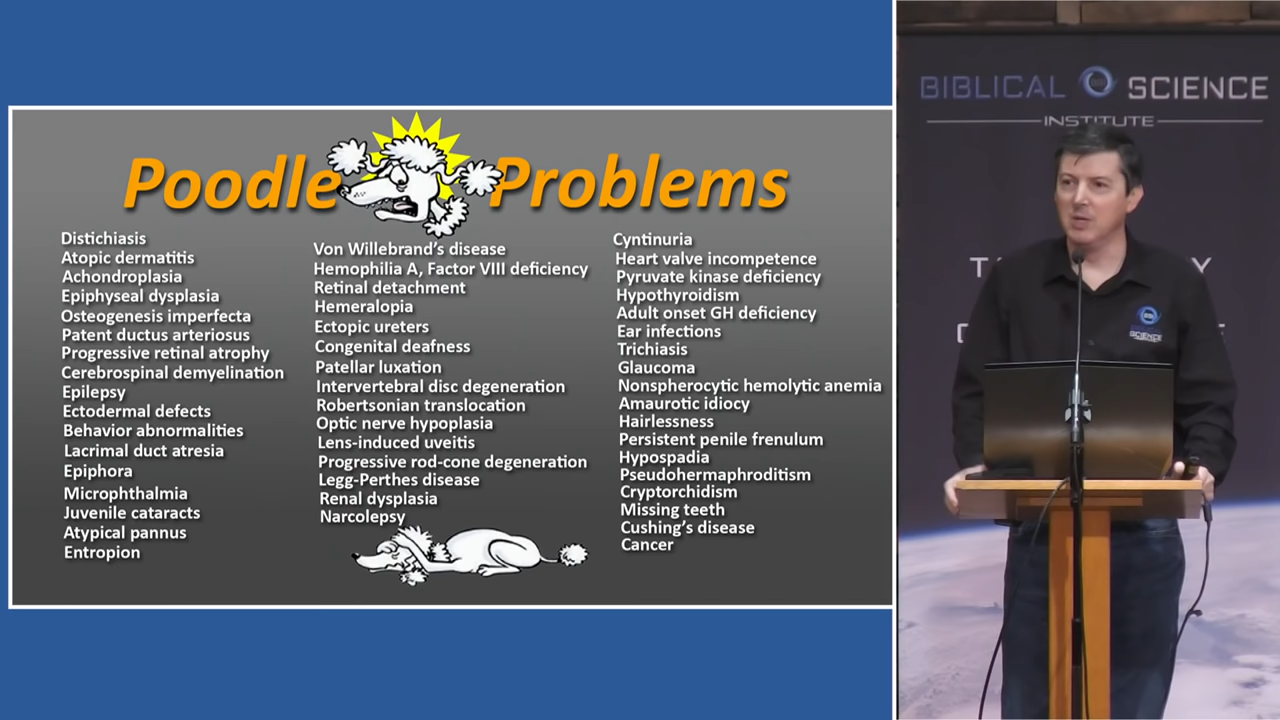 Poodle Problems
Distichiasis
Atopic dermatitis
Achondroplasia
Epiphyseal dysplasia
Osteogenesis imperfecta
Patent ductus arteriosus
Progressive retinal atrophy
Cerebrospinal demyelination
Epilepsy
Ectodermal defects
Behavior abnormalities
Lacrimal duct atresia
Epiphora
Microphthalmia
Juvenile cataracts
Atypical pannus
Entropion
Von Willebrand's disease
Hemophilia A, Factor VIII deficiency
Retinal detachment
Hemeralopia
Ectopic ureters
Congenital deafness
Patellar luxation
Intervertebral disc degeneration
Robertsonian translocation
Optic nerve hypoplasia
Lens-induced uveitis
Progressive rod-cone degeneration
Legg-Perthes disease
Renal dysplasia
Narcolepsy
Cyntinuria
Heart valve incompetence
Pyruvate kinase deficiency
Hypothyroidism
Adult onset GH deficiency
Ear infections
Trichiasis
Glaucoma
Nonspherocytic hemolytic anemia
Amaurotic idiocy
Hairlessness
Persistent penile frenulum
Hypospadia
Pseudohermaphroditism
Cryptorchidism
Missing teeth
Cushing's disease
Cancer
BIBLICAL SCIENCE
INSTITUTE
SCIENCE